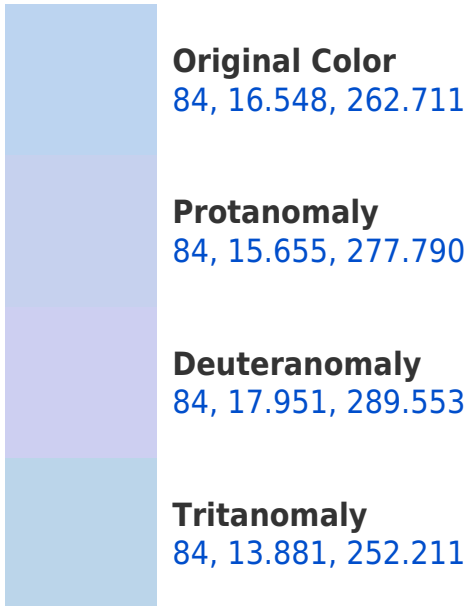 Original Color
84, 16.548, 262.711
Protanomaly
84, 15.655, 277.790
Deuteranomaly
84, 17.951, 289.553
Tritanomaly
84, 13.881, 252.211